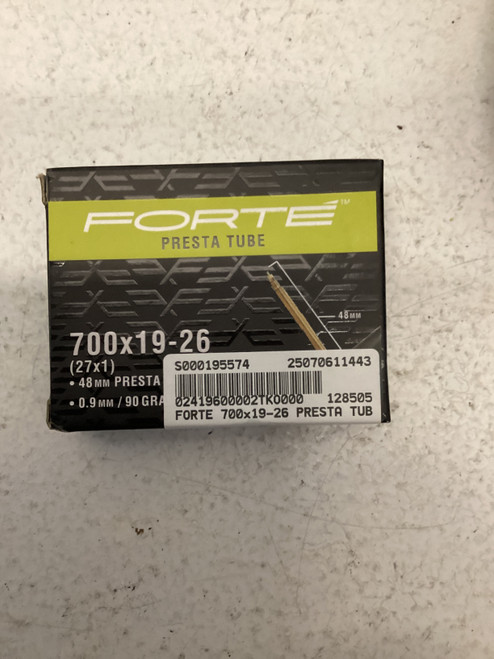 FORTÉ™
PRESTA TUBE
48MM
700x19-26
(27x1)
• 48MM PRESTA
• 0.9MM / 90 GRA
S000195574 25070611443
02419600002TK0000 128505
FORTE 700x19-26 PRESTA TUB